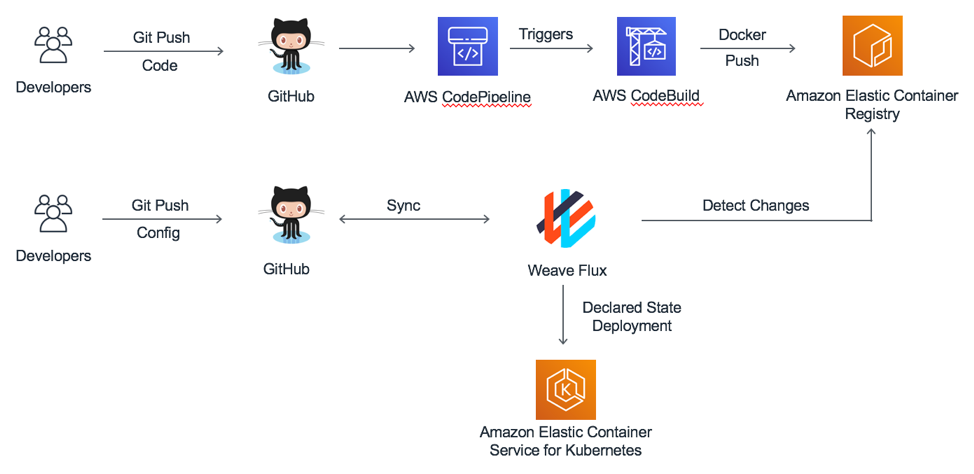 Git Push
Triggers
Docker
Code
Push
Developers
GitHub
AWS CodePipeline
AWS CodeBuild
Amazon Elastic Container
Registry
Git Push
Sync
Detect Changes
Config
Developers
GitHub
Weave Flux
Declared State
Deployment
K
Amazon Elastic Container
Service for Kubernetes